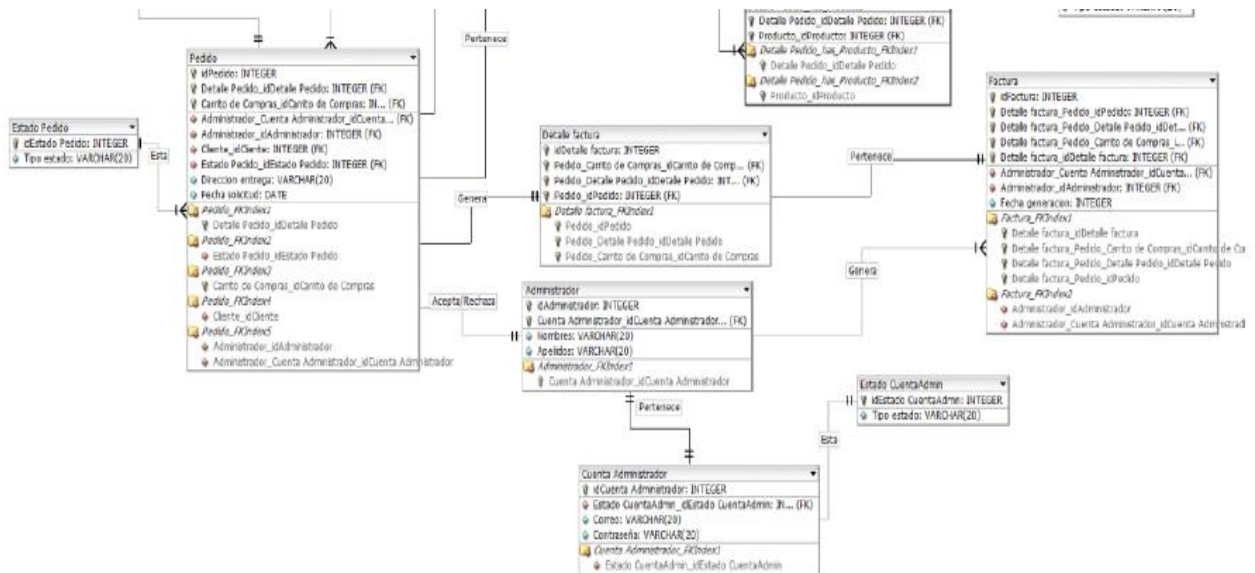 Pertenece
Pedido
idPedido: INTEGER
Detalle Pedido_idDetalle Pedido: INTEGER (FK)
Carrito de Compras_idCarrito de Compras: IN... (FK)
Administrador_Cuenta Administrador_idCuenta... (FK)
Administrador_idAdministrador: INTEGER (FK)
Cliente_idCliente: INTEGER (FK)
Estado Pedido_idEstado Pedido: INTEGER (FK)
Direccion entrega: VARCHAR(20)
Fecha solicitud: DATE
Pedido_FKIndex1
Detalle Pedido_idDetalle Pedido
Pedido_FKIndex2
Estado Pedido_idEstado Pedido
Pedido_FKIndex3
Carrito de Compras_idCarrito de Compras
Pedido_FKIndex4
Cliente_idCliente
Pedido_FKIndex5
Administrador_idAdministrador
Administrador_Cuenta Administrador_idCuenta Administrador
Estado Pedido
idEstado Pedido: INTEGER
Tipo estado: VARCHAR(20)
Esta
Detalle Pedido_idDetalle Pedido: INTEGER (FK)
Producto_idProducto: INTEGER (FK)
Detalle Pedido_has_Producto_FKIndex1
Detalle Pedido_idDetalle Pedido
Detalle Pedido_has_Producto_FKIndex2
Producto_idProducto
Tipo estado: VARCHAR(20)
Detalle factura
idDetalle factura: INTEGER
Pedido_Carrito de Compras_idCarrito de Comp... (FK)
Pedido_Detalle Pedido_idDetalle Pedido: INT... (FK)
Pedido_idPedido: INTEGER (FK)
Detalle factura_FKIndex1
Pedido_idPedido
Pedido_Detalle Pedido_idDetalle Pedido
Pedido_Carrito de Compras_idCarrito de Compras
Genera
Pertenece
Factura
idFactura: INTEGER
Detalle factura_Pedido_idPedido: INTEGER (FK)
Detalle factura_Pedido_Detalle Pedido_idDet... (FK)
Detalle factura_Pedido_Carrito de Compras_i... (FK)
Detalle factura_idDetalle factura: INTEGER (FK)
Administrador_Cuenta Administrador_idCuenta... (FK)
Administrador_idAdministrador: INTEGER (FK)
Fecha generacion: INTEGER
Factura_FKIndex1
Detalle factura_idDetalle factura
Detalle factura_Pedido_Carrito de Compras_idCarrito de Co
Detalle factura_Pedido_Detalle Pedido_idDetalle Pedido
Detalle factura_Pedido_idPedido
Factura_FKIndex2
Administrador_idAdministrador
Administrador_Cuenta Administrador_idCuenta Administrad
Genera
Acepta/Rechaza
Administrador
idAdministrador: INTEGER
Cuenta Administrador_idCuenta Administrador... (FK)
Nombres: VARCHAR(20)
Apelidos: VARCHAR(20)
Administrador_FKIndex1
Cuenta Administrador_idCuenta Administrador
Pertenece
Estado CuentaAdmin
idEstado CuentaAdmn: INTEGER
Tipo estado: VARCHAR(20)
Esta
Cuenta Administrador
idCuenta Administrador: INTEGER
Estado CuentaAdmn_idEstado CuentaAdmn: IN... (FK)
Correo: VARCHAR(20)
Contraseña: VARCHAR(20)
Cuenta Administrador_FKIndex1
Estado CuentaAdmn_idEstado CuentaAdmn